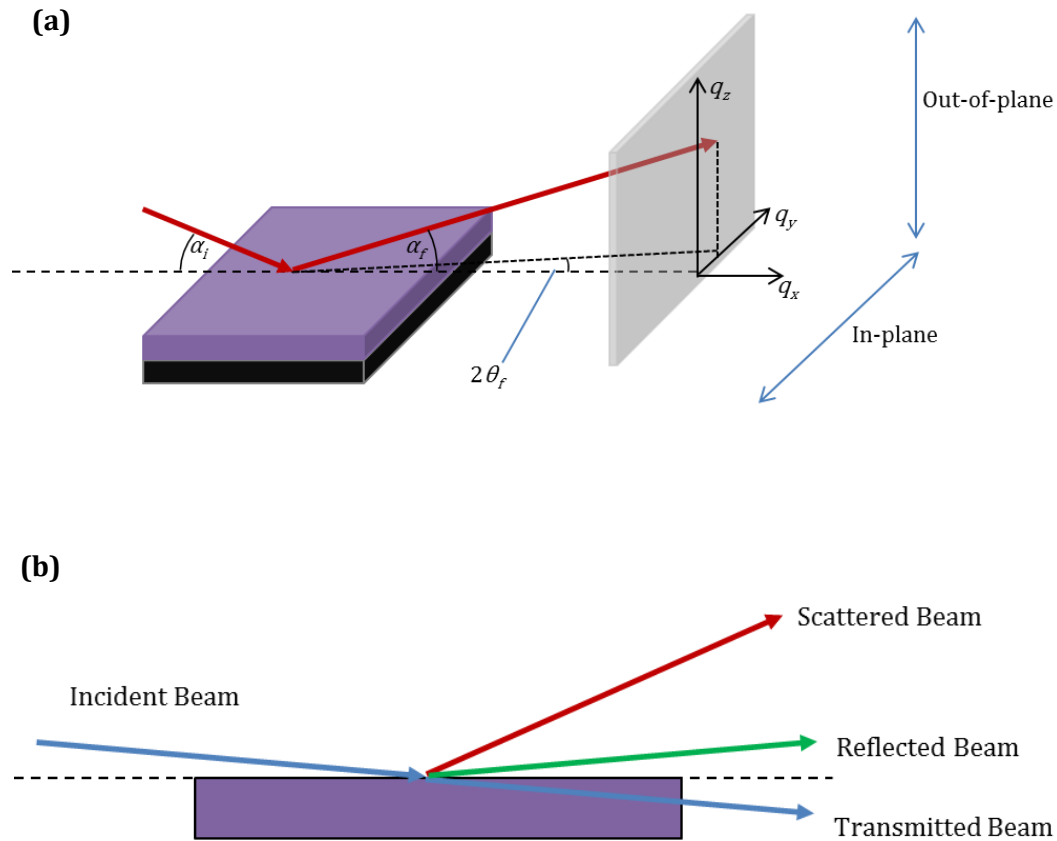 (a)
q_z
Out-of-plane
α_i
α_f
q_y
q_x
In-plane
2θ_f
(b)
Scattered Beam
Incident Beam
Reflected Beam
Transmitted Beam